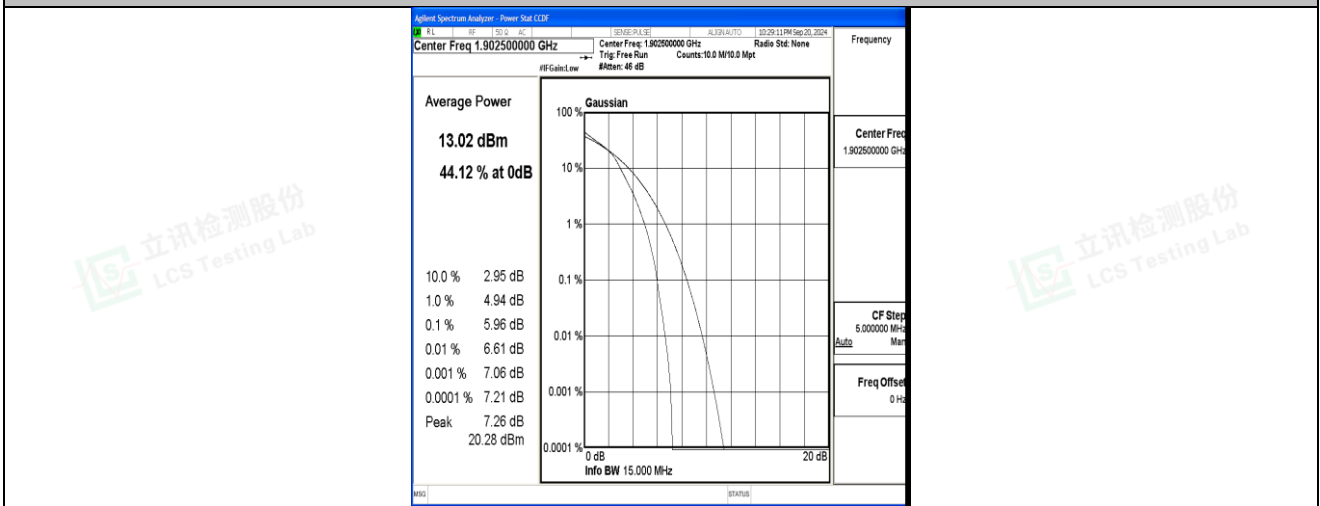 Agilent Spectrum Analyzer - Power Stat CCDF
RL RF 50 Ω AC SENSE:PULSE ALIGN AUTO 10:29:11 PM Sep 20, 2024
Center Freq 1.902500000 GHz
Center Freq: 1.902500000 GHz Radio Std: None
Trig: Free Run Counts:10.0 M/10.0 Mpt
#IFGain:Low #Atten: 46 dB
Frequency
Average Power
13.02 dBm
44.12 % at 0dB
10.0 % 2.95 dB
1.0 % 4.94 dB
0.1 % 5.96 dB
0.01 % 6.61 dB
0.001 % 7.06 dB
0.0001 % 7.21 dB
Peak 7.26 dB
20.28 dBm
Gaussian
100 %
10 %
1 %
0.1 %
0.01 %
0.001 %
0.0001 %
0 dB 20 dB
Info BW 15.000 MHz
Center Freq
1.902500000 GHz
CF Step
5.000000 MHz
Auto Man
Freq Offset
0 Hz
MSG STATUS
立讯检测股份
LCS Testing Lab
立讯检测股份
LCS Testing Lab